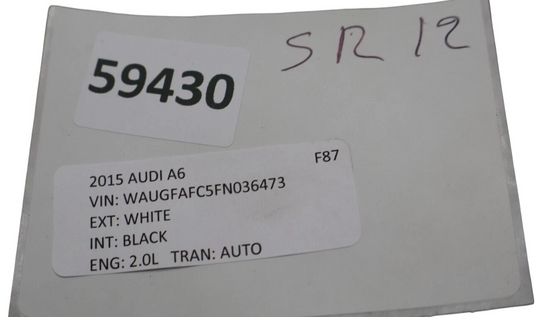 SR 12
59430
F87
2015 AUDI A6
VIN: WAUGFAFC5FN036473
EXT: WHITE
INT: BLACK
ENG: 2.0L TRAN: AUTO